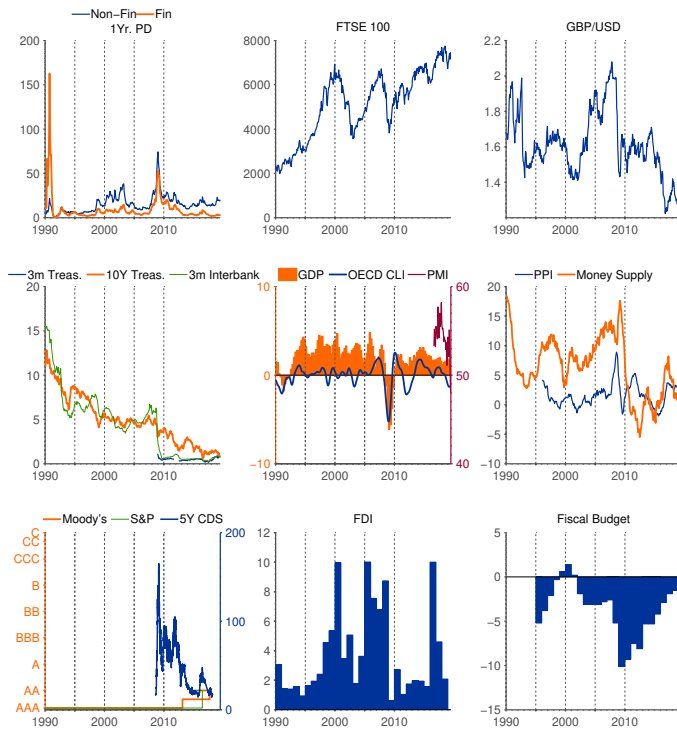 Non-Fin Fin
1Yr. PD
200
150
100
50
0
1990 2000 2010
FTSE 100
8000
6000
4000
2000
0
1990 2000 2010
GBP/USD
2.2
2
1.8
1.6
1.4
1.2
1990 2000 2010
3m Treas. 10Y Treas. 3m Interbank
20
15
10
5
0
1990 2000 2010
GDP OECD CLI PMI
10 60
0 50
−10 40
1990 2000 2010
PPI Money Supply
20
15
10
5
0
−5
−10
1990 2000 2010
Moody's S&P 5Y CDS
C 200
CC
CCC
B
BB 100
BBB
A
AA
AAA 0
1990 2000 2010
FDI
12
10
8
6
4
2
0
1990 2000 2010
Fiscal Budget
5
0
−5
−10
−15
1990 2000 2010